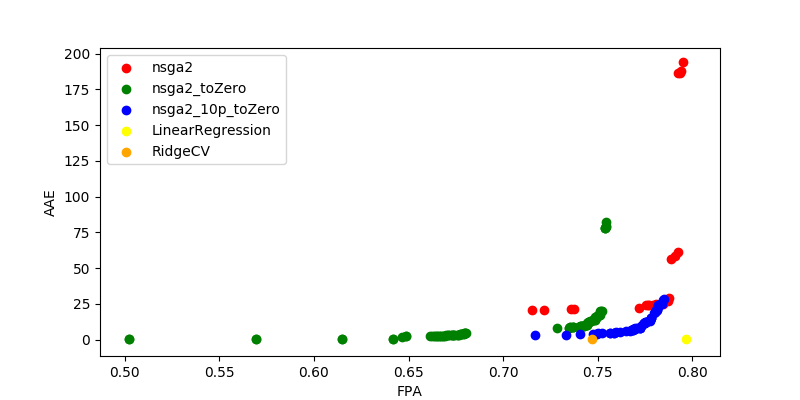 200
175
150
125
100
75
50
25
0
AAE
nsga2
nsga2_toZero
nsga2_10p_toZero
LinearRegression
RidgeCV
0.50 0.55 0.60 0.65 0.70 0.75 0.80
FPA